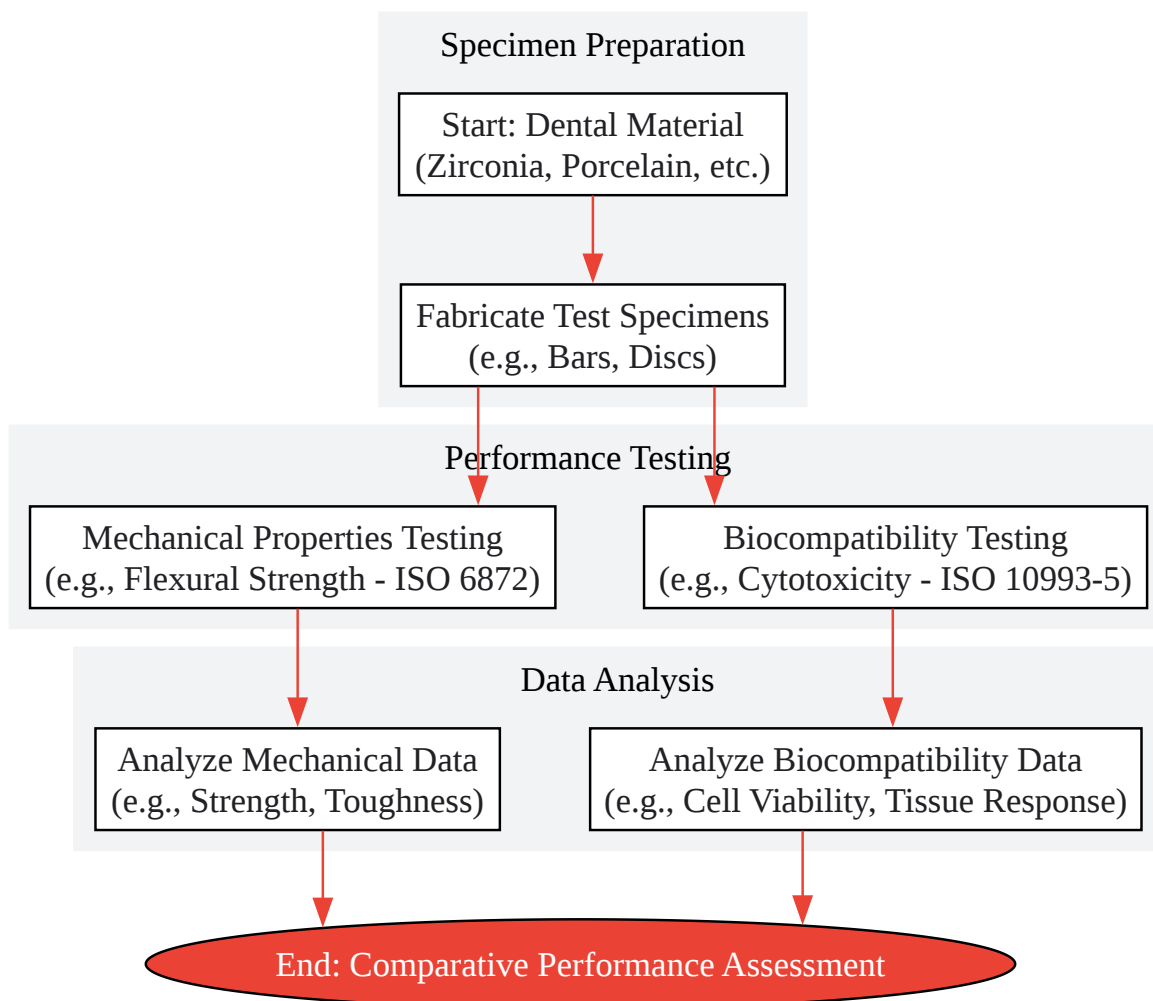 Specimen Preparation
Start: Dental Material
(Zirconia, Porcelain, etc.)
Fabricate Test Specimens
(e.g., Bars, Discs)
Performance Testing
Mechanical Properties Testing
(e.g., Flexural Strength - ISO 6872)
Biocompatibility Testing
(e.g., Cytotoxicity - ISO 10993-5)
Data Analysis
Analyze Mechanical Data
(e.g., Strength, Toughness)
Analyze Biocompatibility Data
(e.g., Cell Viability, Tissue Response)
End: Comparative Performance Assessment